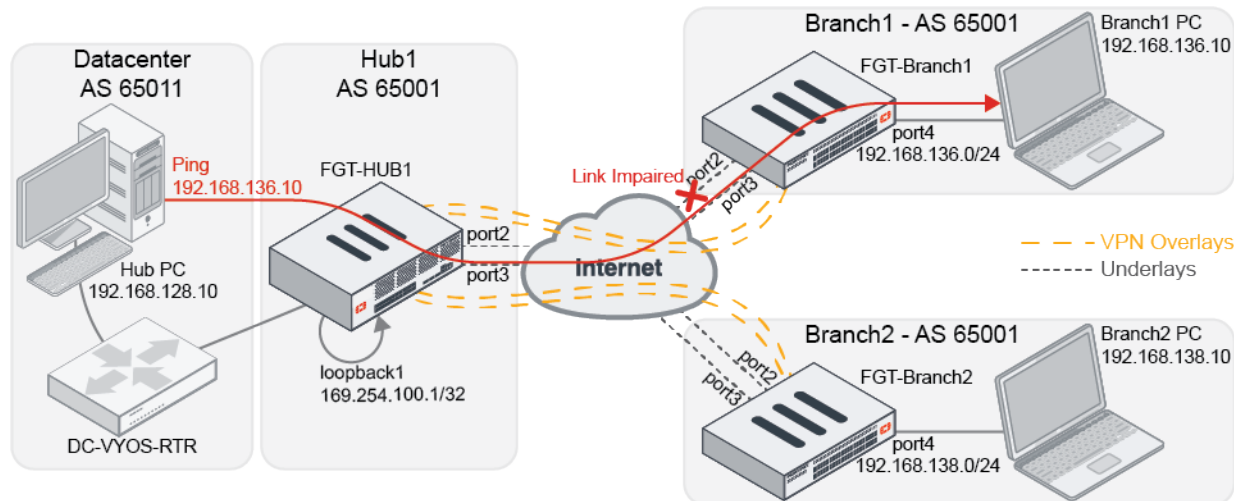 Datacenter
AS 65011
Ping
192.168.136.10
Hub PC
192.168.128.10
DC-VYOS-RTR
Hub1
AS 65001
FGT-HUB1
port2
port3
loopback1
169.254.100.1/32
Internet
Link Impaired
Branch1 - AS 65001
FGT-Branch1
port2
port3
port4
192.168.136.0/24
Branch1 PC
192.168.136.10
VPN Overlays
Underlays
Branch2 - AS 65001
FGT-Branch2
port2
port3
port4
192.168.138.0/24
Branch2 PC
192.168.138.10